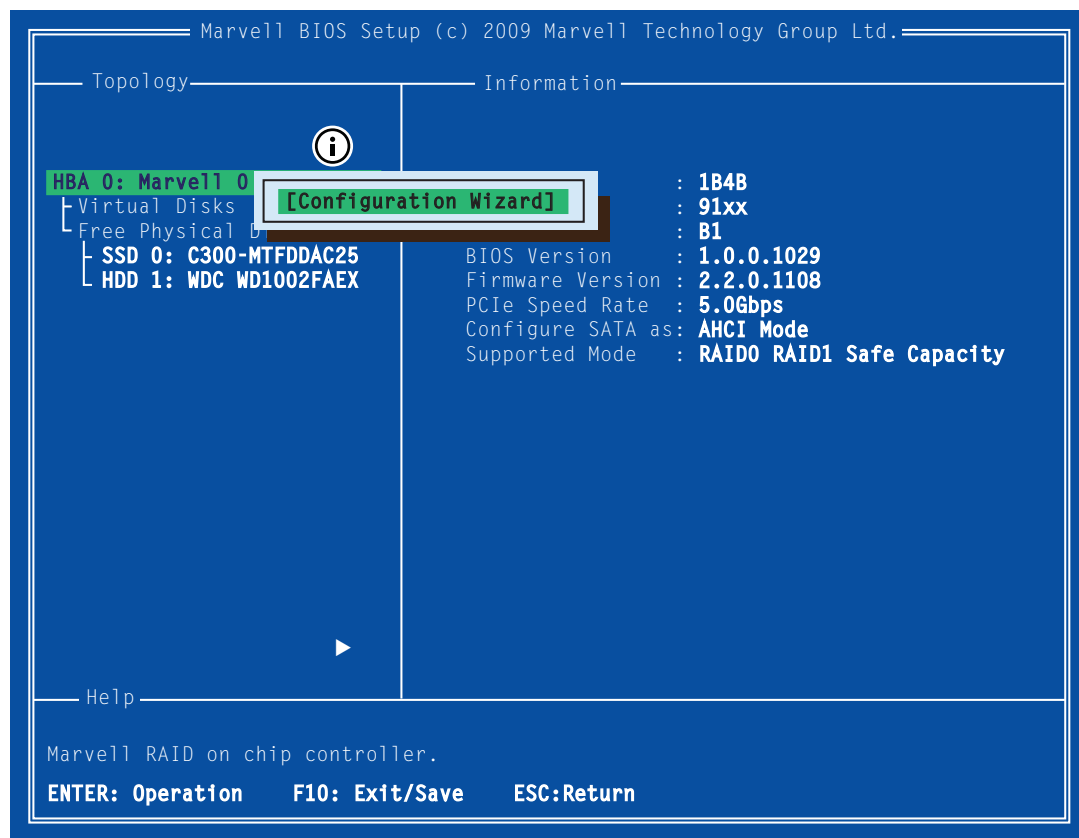 Marvell BIOS Setup (c) 2009 Marvell Technology Group Ltd.
Topology
Information
HBA 0: Marvell 0
Virtual Disks
Free Physical D
SSD 0: C300-MTFDDAC25
HDD 1: WDC WD1002FAEX
[Configuration Wizard]
: 1B4B
: 91xx
: B1
BIOS Version : 1.0.0.1029
Firmware Version : 2.2.0.1108
PCIe Speed Rate : 5.0Gbps
Configure SATA as: AHCI Mode
Supported Mode : RAID0 RAID1 Safe Capacity
Help
Marvell RAID on chip controller.
ENTER: Operation F10: Exit/Save ESC:Return